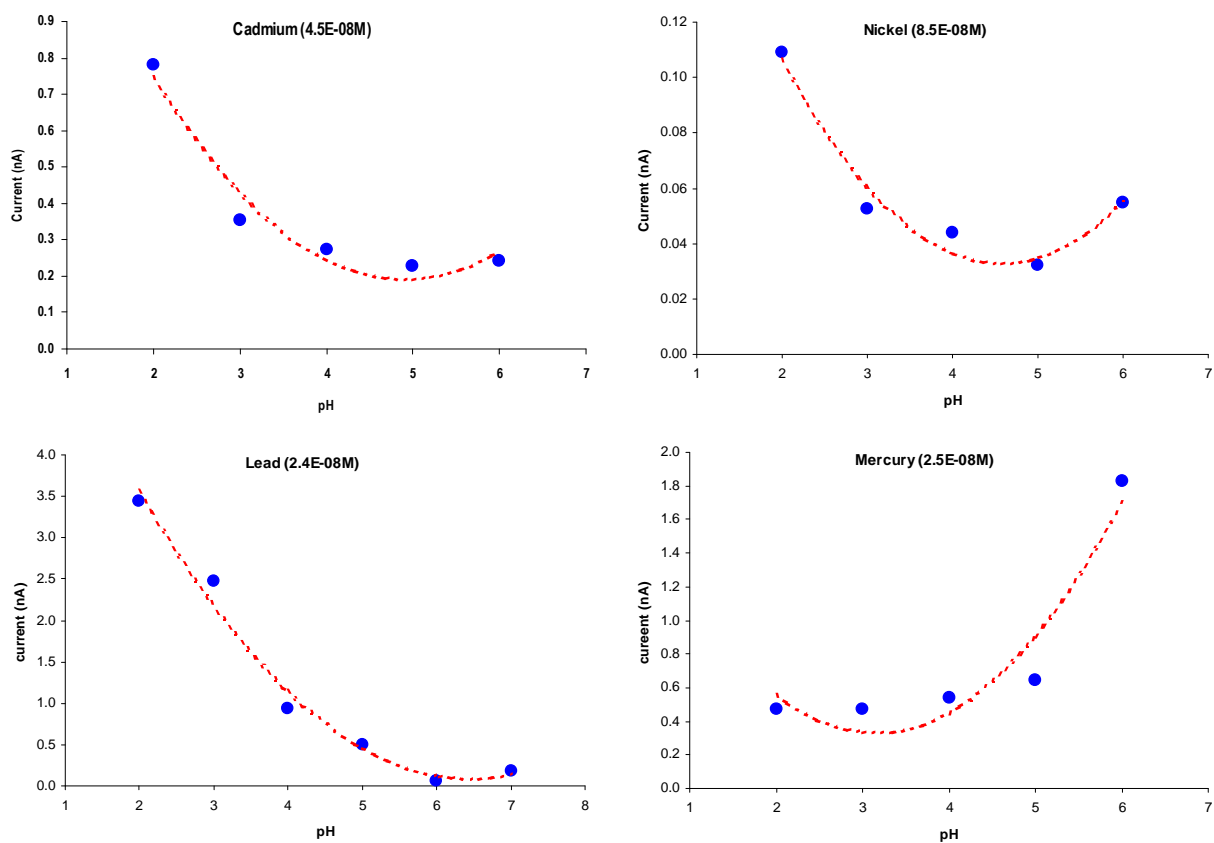 Cadmium (4.5E-08M)
0.9
0.8
0.7
0.6
0.5
0.4
0.3
0.2
0.1
0.0
Current (nA)
1 2 3 4 5 6 7
pH
Nickel (8.5E-08M)
0.12
0.10
0.08
0.06
0.04
0.02
0.00
Current (nA)
1 2 3 4 5 6 7
pH
Lead (2.4E-08M)
4.0
3.5
3.0
2.5
2.0
1.5
1.0
0.5
0.0
current (nA)
1 2 3 4 5 6 7 8
pH
Mercury (2.5E-08M)
2.0
1.8
1.6
1.4
1.2
1.0
0.8
0.6
0.4
0.2
0.0
cureent (nA)
1 2 3 4 5 6 7
pH